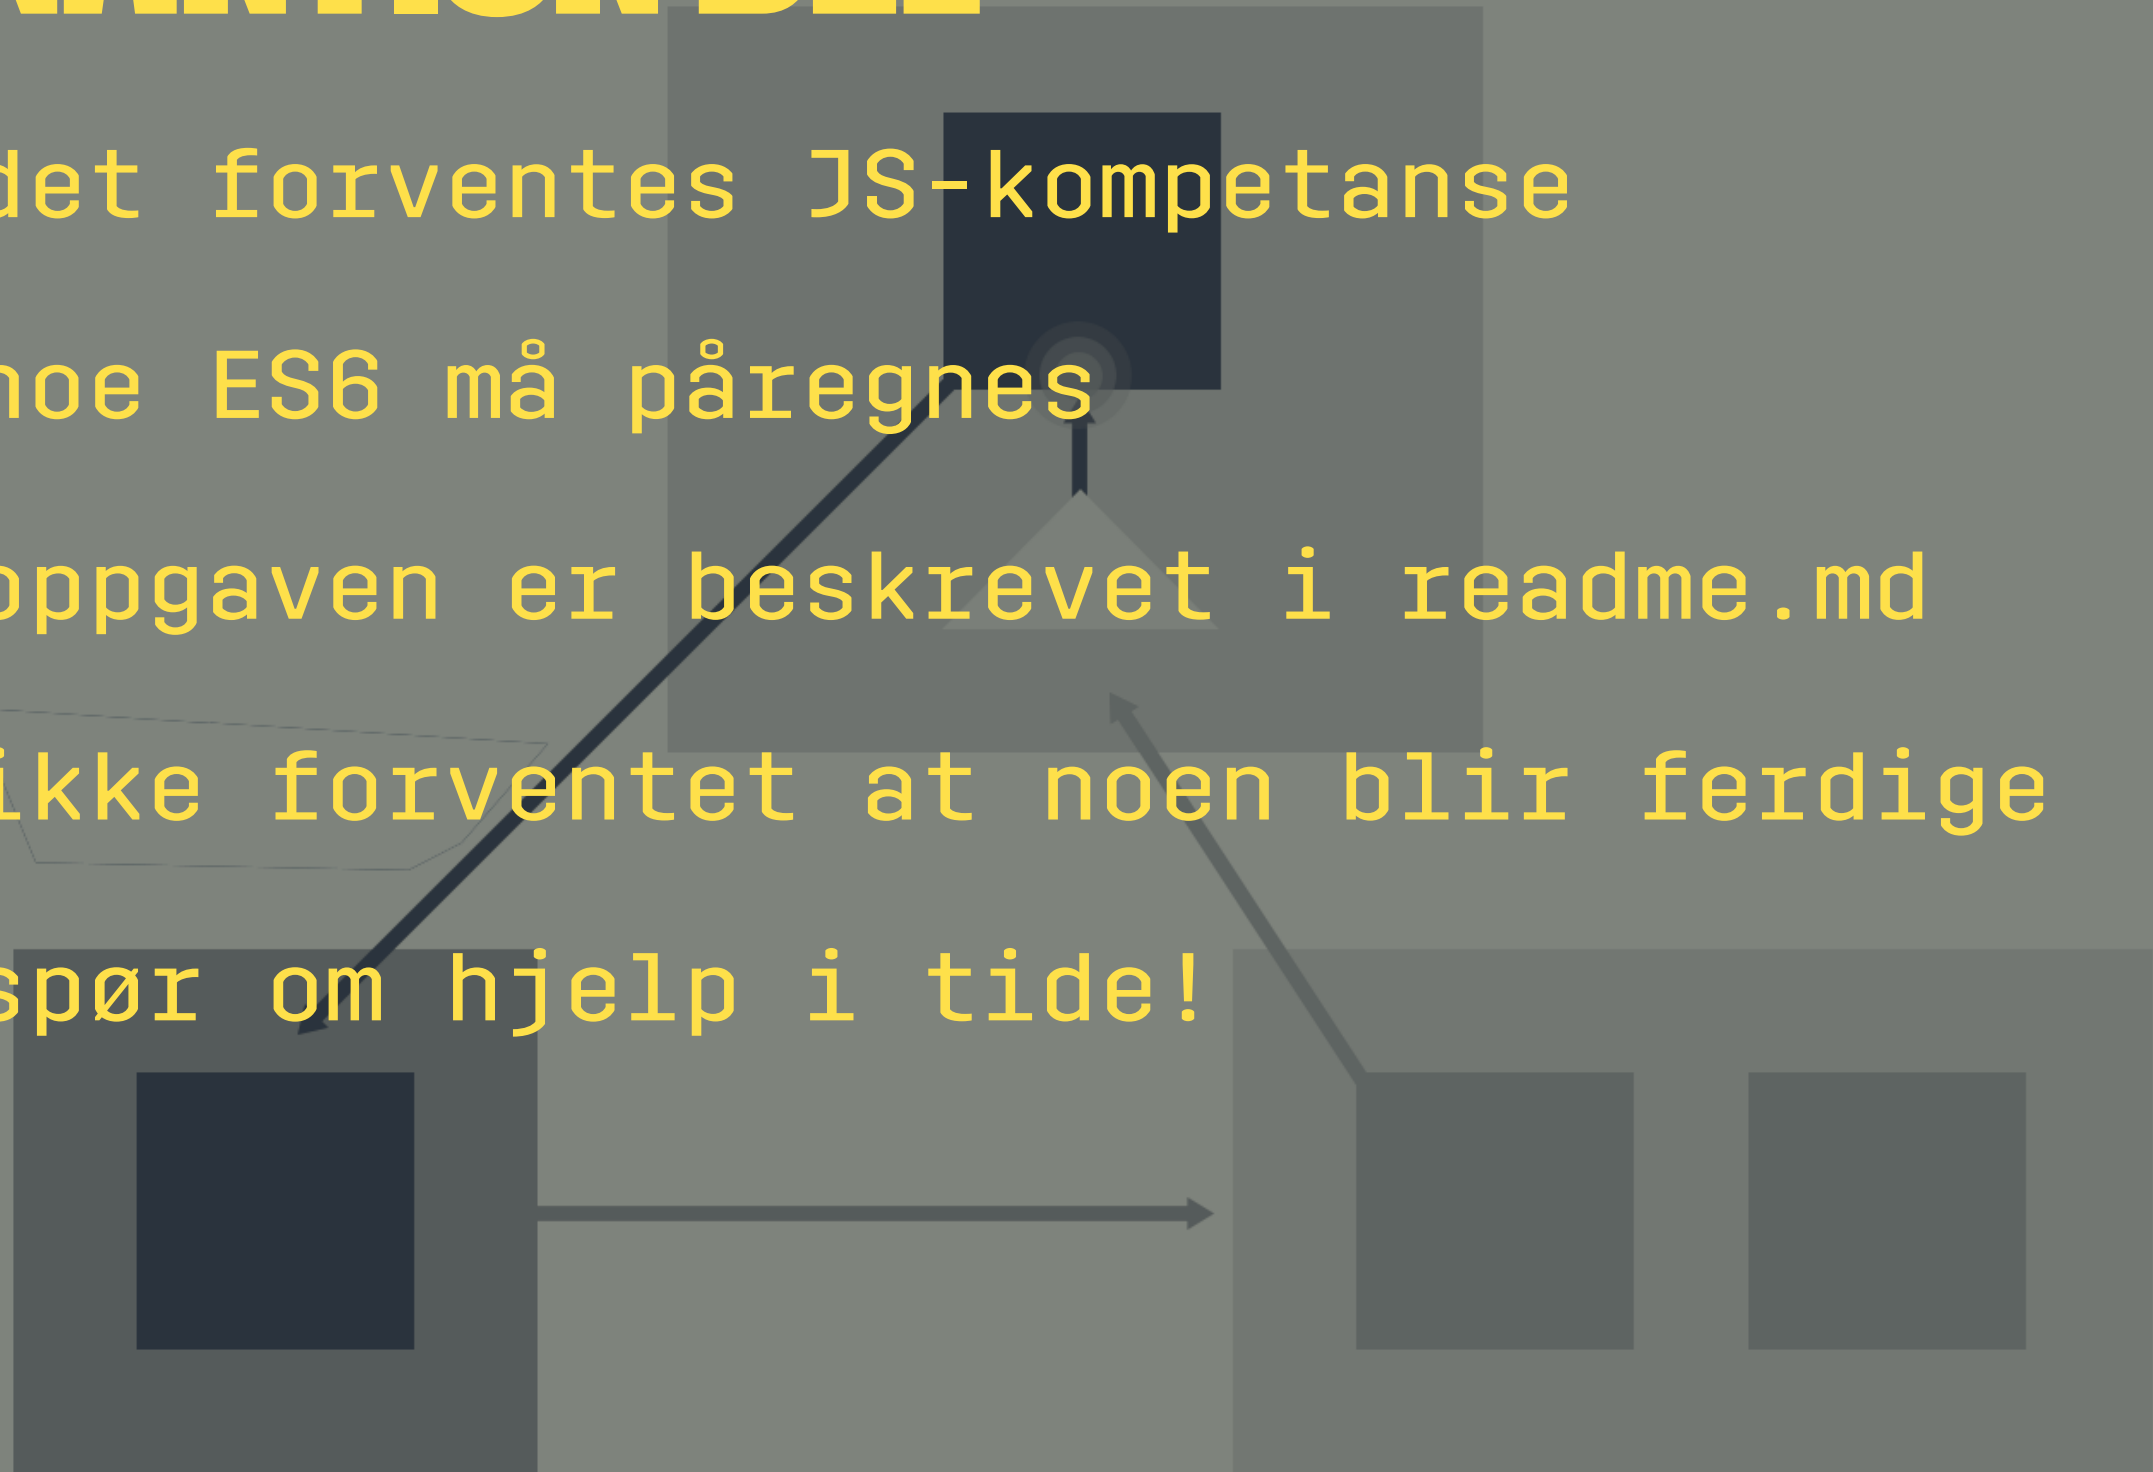 det forventes JS-kompetanse
noe ES6 må påregnes
oppgaven er beskrevet i readme.md
ikke forventet at noen blir ferdige
spør om hjelp i tide!